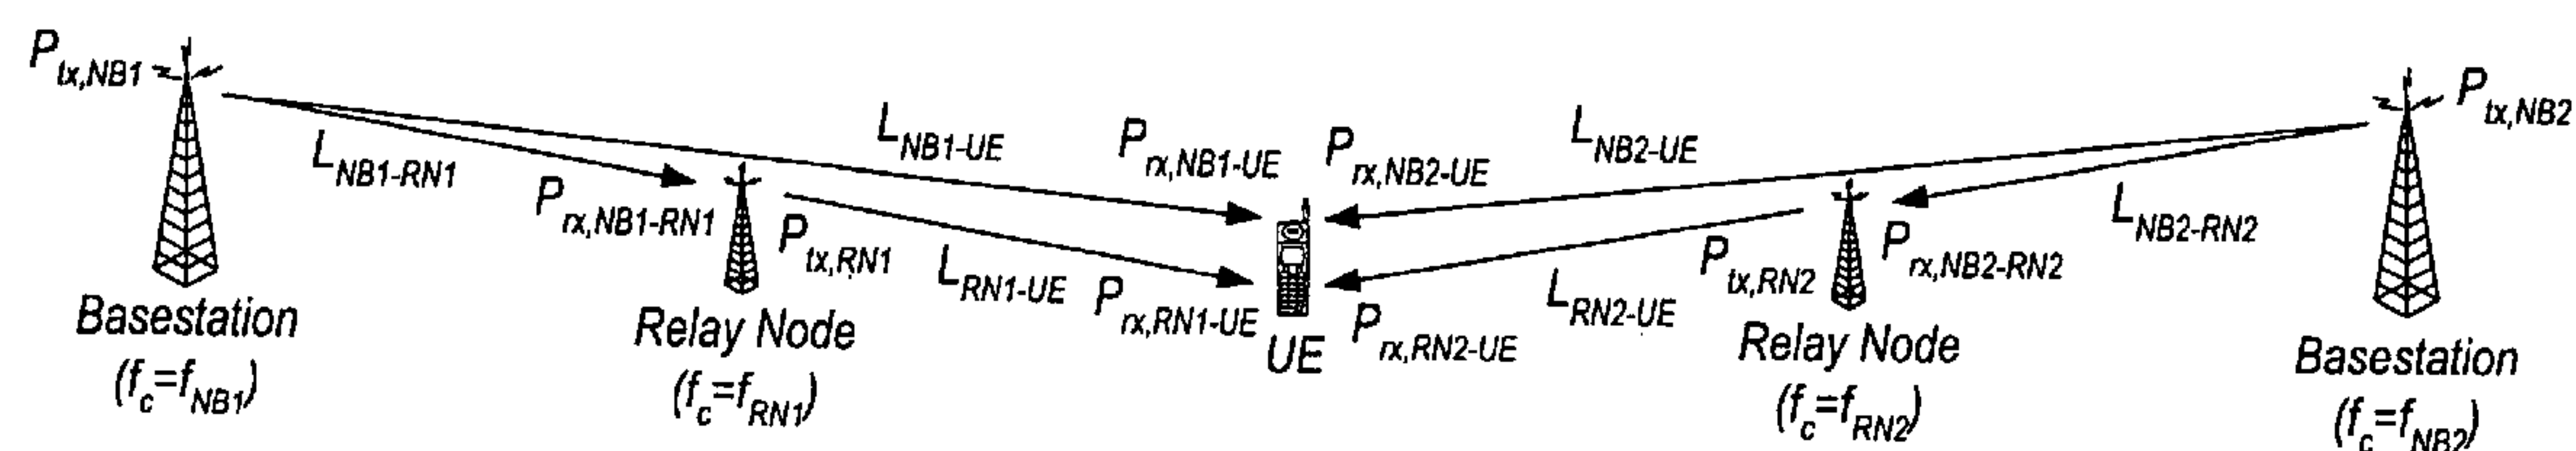 P_tx,NB1
L_NB1-RN1
P_rx,NB1-RN1
L_NB1-UE
P_tx,RN1
L_RN1-UE
P_rx,NB1-UE
P_rx,RN1-UE
P_rx,NB2-UE
P_rx,RN2-UE
L_NB2-UE
L_RN2-UE
P_tx,RN2
P_rx,NB2-RN2
L_NB2-RN2
P_tx,NB2
Basestation
(f_c=f_NB1)
Relay Node
(f_c=f_RN1)
UE
Relay Node
(f_c=f_RN2)
Basestation
(f_c=f_NB2)